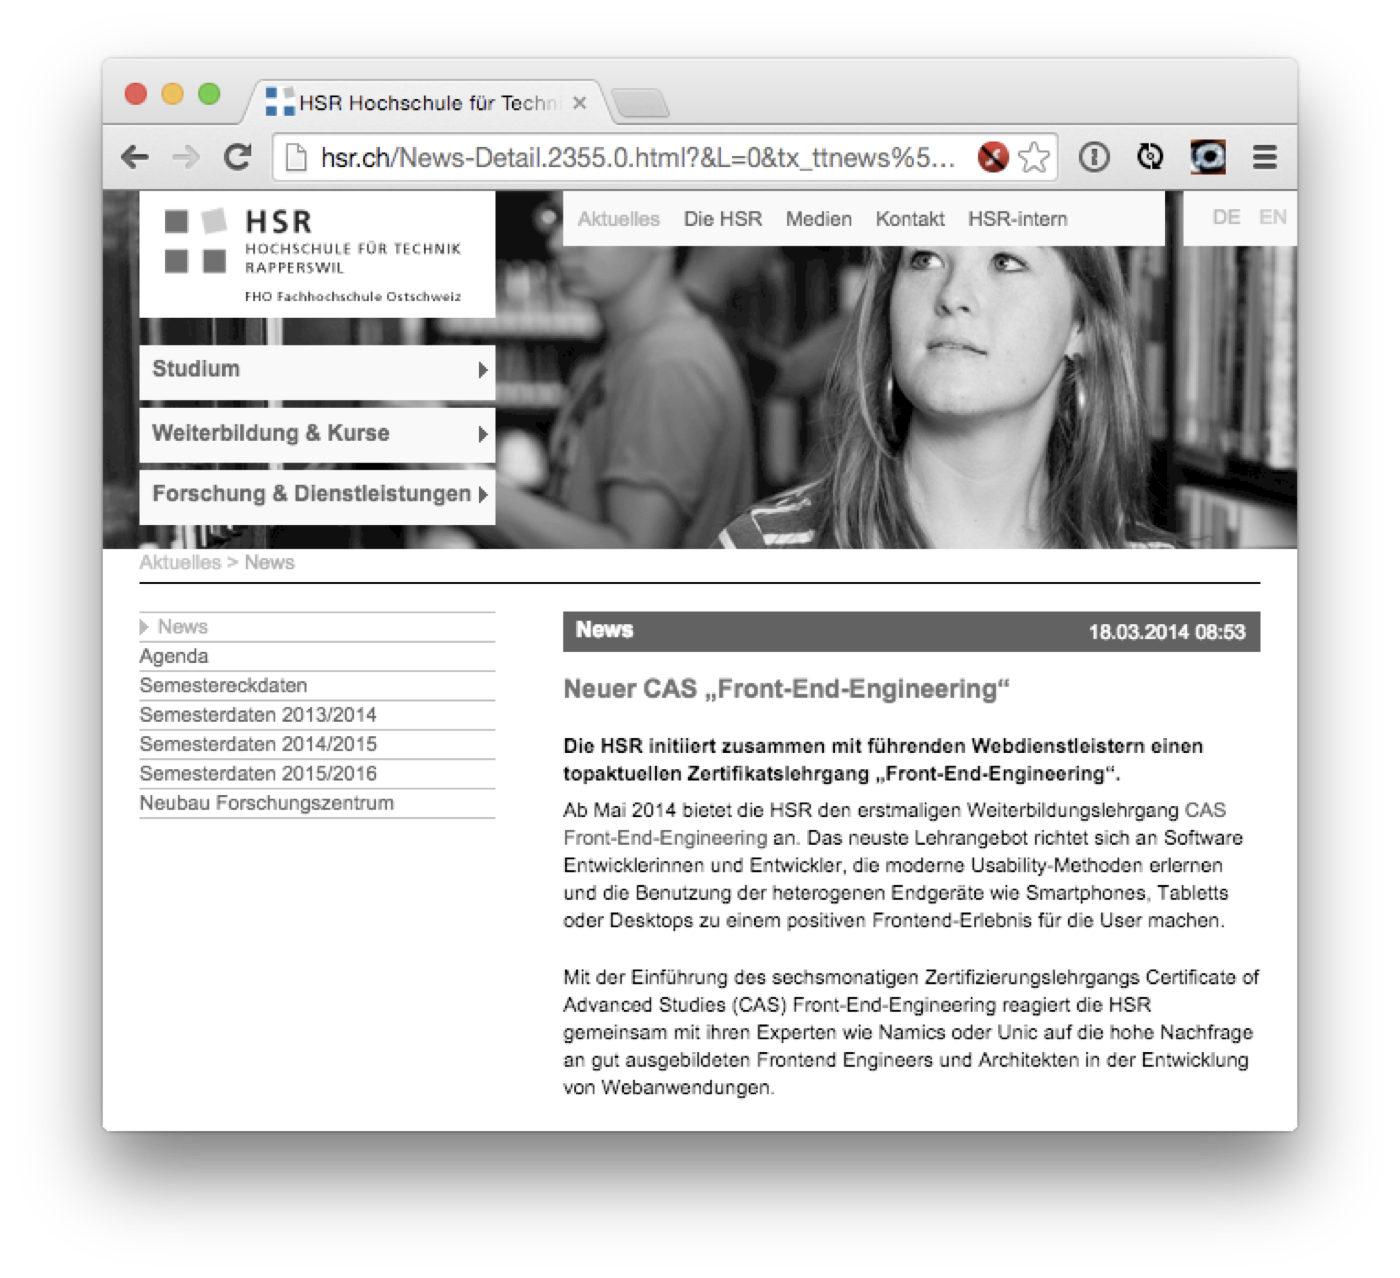 HSR Hochschule für Techni
hsr.ch/News-Detail.2355.0.html?&L=0&tx_ttnews%5...
HSR
HOCHSCHULE FÜR TECHNIK
RAPPERSWIL
FHO Fachhochschule Ostschweiz
Aktuelles Die HSR Medien Kontakt HSR-intern
DE EN
Studium
Weiterbildung & Kurse
Forschung & Dienstleistungen
Aktuelles > News
News
Agenda
Semestereckdaten
Semesterdaten 2013/2014
Semesterdaten 2014/2015
Semesterdaten 2015/2016
Neubau Forschungszentrum
News 18.03.2014 08:53
Neuer CAS „Front-End-Engineering“
Die HSR initiiert zusammen mit führenden Webdienstleistern einen
topaktuellen Zertifikatslehrgang „Front-End-Engineering“.
Ab Mai 2014 bietet die HSR den erstmaligen Weiterbildungslehrgang CAS
Front-End-Engineering an. Das neuste Lehrangebot richtet sich an Software
Entwicklerinnen und Entwickler, die moderne Usability-Methoden erlernen
und die Benutzung der heterogenen Endgeräte wie Smartphones, Tabletts
oder Desktops zu einem positiven Frontend-Erlebnis für die User machen.
Mit der Einführung des sechsmonatigen Zertifizierungslehrgangs Certificate of
Advanced Studies (CAS) Front-End-Engineering reagiert die HSR
gemeinsam mit ihren Experten wie Namics oder Unic auf die hohe Nachfrage
an gut ausgebildeten Frontend Engineers und Architekten in der Entwicklung
von Webanwendungen.